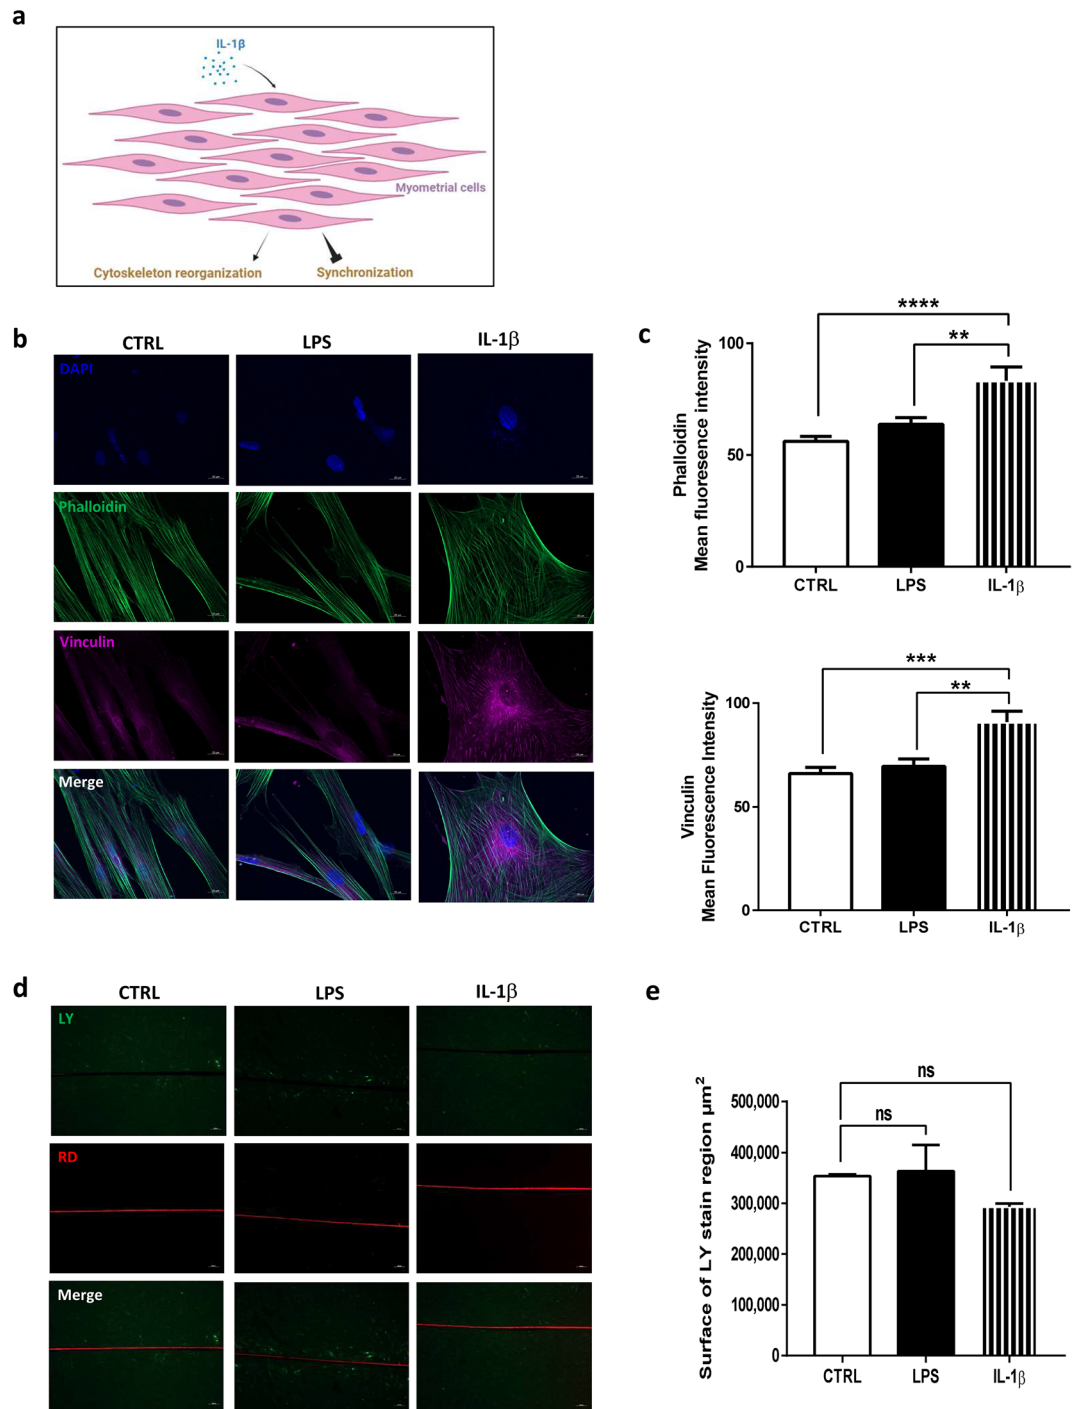 a
IL-1β
Myometrial cells
Cytoskeleton reorganization
Synchronization
b
CTRL
LPS
IL-1β
DAPI
Phalloidin
Vinculin
Merge
c
****
**
100
50
0
Phalloidin
Mean fluoresence intensity
CTRL
LPS
IL-1β
***
**
100
50
0
Vinculin
Mean Fluorescence Intensity
CTRL
LPS
IL-1β
d
CTRL
LPS
IL-1β
LY
RD
Merge
e
ns
ns
500,000
400,000
300,000
200,000
100,000
0
Surface of LY stain region µm²
CTRL
LPS
IL-1β